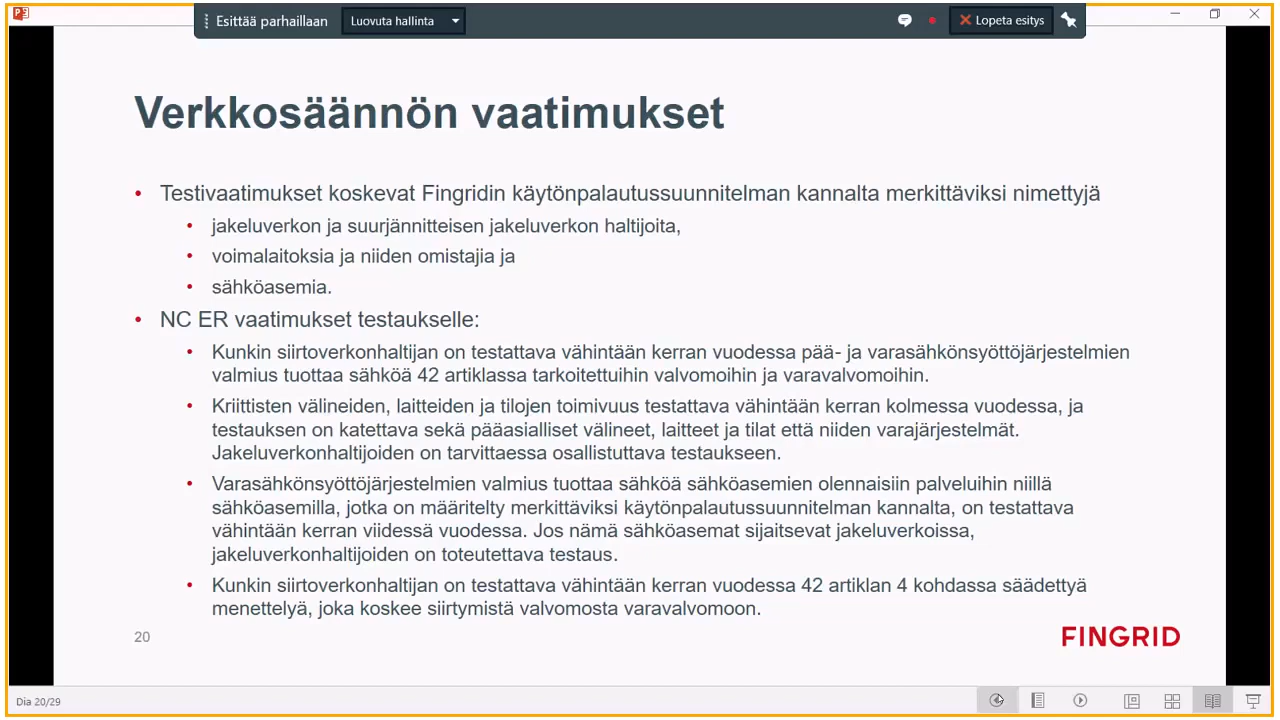 Esittää parhaillaan
Luovuta hallinta
Lopeta esitys
Verkkosäännön vaatimukset
• Testivaatimukset koskevat Fingridin käytönpalautussuunnitelman kannalta merkittäviksi nimettyjä
• jakeluverkon ja suurjännitteisen jakeluverkon haltijoita,
• voimalaitoksia ja niiden omistajia ja
• sähköasemia.
• NC ER vaatimukset testaukselle:
• Kunkin siirtoverkonhaltijan on testattava vähintään kerran vuodessa pää- ja varasähkönsyöttöjärjestelmien
valmius tuottaa sähköä 42 artiklassa tarkoitettuihin valvomoihin ja varavalvomoihin.
• Kriittisten välineiden, laitteiden ja tilojen toimivuus testattava vähintään kerran kolmessa vuodessa, ja
testauksen on katettava sekä pääasialliset välineet, laitteet ja tilat että niiden varajärjestelmät.
Jakeluverkonhaltijoiden on tarvittaessa osallistuttava testaukseen.
• Varasähkönsyöttöjärjestelmien valmius tuottaa sähköä sähköasemien olennaisiin palveluihin niillä
sähköasemilla, jotka on määritelty merkittäviksi käytönpalautussuunnitelman kannalta, on testattava
vähintään kerran viidessä vuodessa. Jos nämä sähköasemat sijaitsevat jakeluverkoissa,
jakeluverkonhaltijoiden on toteutettava testaus.
• Kunkin siirtoverkonhaltijan on testattava vähintään kerran vuodessa 42 artiklan 4 kohdassa säädettyä
menettelyä, joka koskee siirtymistä valvomosta varavalvomoon.
20
FINGRID
Dia 20/29